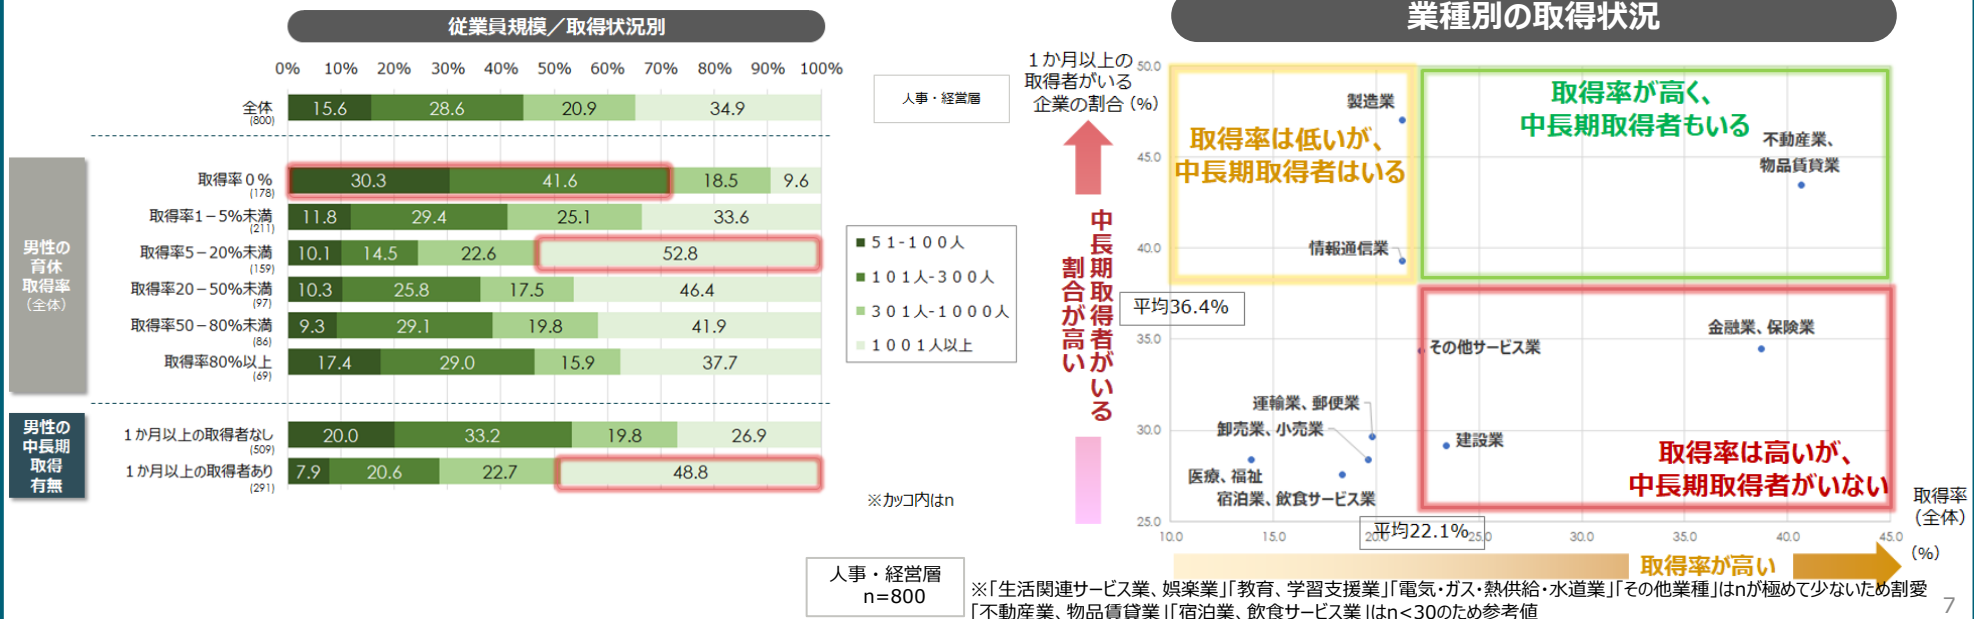 従業員規模／取得状況別
0% 10% 20% 30% 40% 50% 60% 70% 80% 90% 100%
人事・経営層
全体
(800)
15.6 28.6 20.9 34.9
男性の
育休
取得率
（全体）
取得率０％
(178)
30.3 41.6 18.5 9.6
取得率1－5%未満
(211)
11.8 29.4 25.1 33.6
取得率5－20%未満
(159)
10.1 14.5 22.6 52.8
取得率20－50%未満
(97)
10.3 25.8 17.5 46.4
取得率50－80%未満
(86)
9.3 29.1 19.8 41.9
取得率80%以上
(69)
17.4 29.0 15.9 37.7
男性の
中長期
取得
有無
1か月以上の取得者なし
(509)
20.0 33.2 19.8 26.9
1か月以上の取得者あり
(291)
7.9 20.6 22.7 48.8
５１-１００人
１０１人-３００人
３０１人-１０００人
１００１人以上
※カッコ内はn
人事・経営層
n=800
業種別の取得状況
１か月以上の
取得者がいる
企業の割合（%）
中長期取得者がいる
割合が高い
50.0
45.0
40.0
35.0
30.0
25.0
平均36.4%
取得率は低いが、
中長期取得者はいる
取得率が高く、
中長期取得者もいる
取得率は高いが、
中長期取得者がいない
製造業
不動産業、
物品賃貸業
情報通信業
金融業、保険業
その他サービス業
運輸業、郵便業
卸売業、小売業
建設業
医療、福祉
宿泊業、飲食サービス業
平均22.1%
10.0 15.0 20.0 25.0 30.0 35.0 40.0 45.0
取得率
（全体）
（%）
取得率が高い
※「生活関連サービス業、娯楽業」「教育、学習支援業」「電気・ガス・熱供給・水道業」「その他業種」はnが極めて少ないため割愛
「不動産業、物品賃貸業」「宿泊業、飲食サービス業」はn<30のため参考値
7